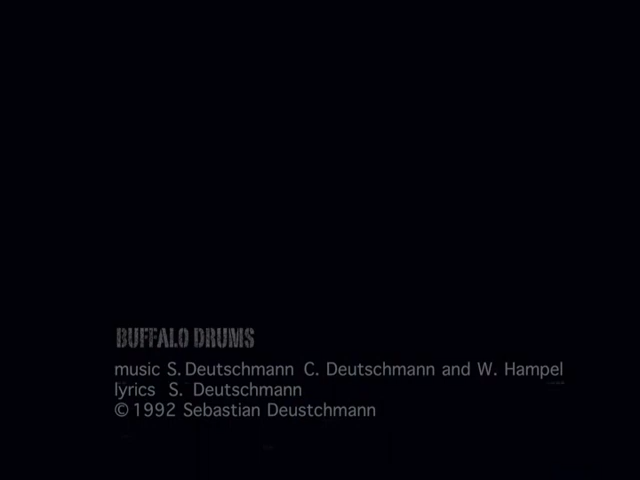 BUFFALO DRUMS
music S. Deutschmann C. Deutschmann and W. Hampel
lyrics S. Deutschmann
© 1992 Sebastian Deustchmann